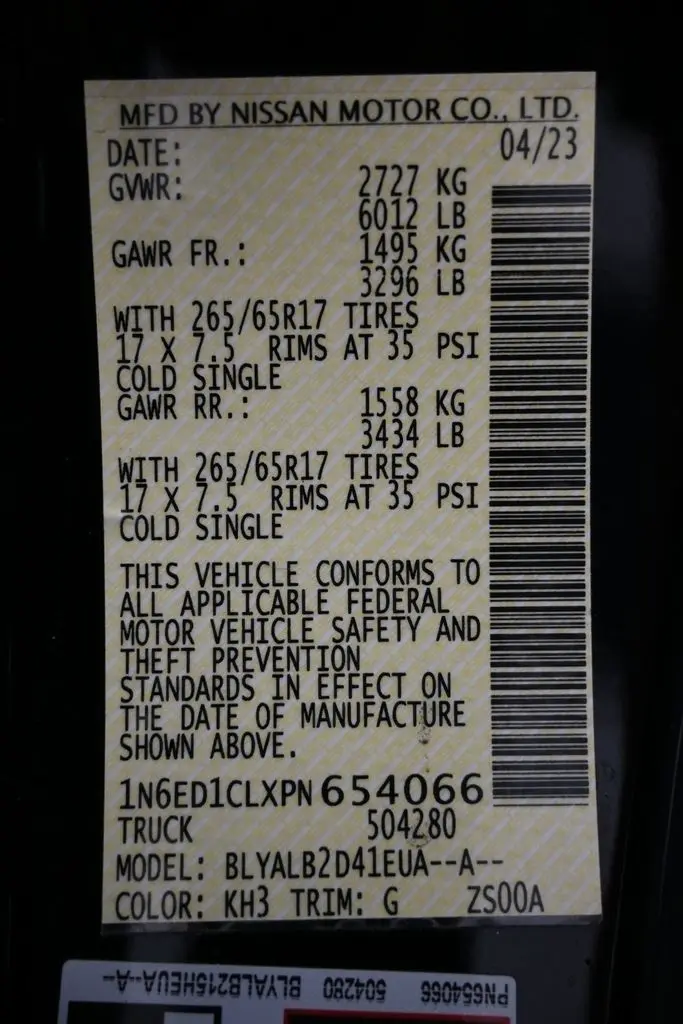 MFD BY NISSAN MOTOR CO., LTD.
DATE: 04/23
GVWR: 2727 KG
6012 LB
GAWR FR.: 1495 KG
3296 LB
WITH 265/65R17 TIRES
17 X 7.5 RIMS AT 35 PSI
COLD SINGLE
GAWR RR.: 1558 KG
3434 LB
WITH 265/65R17 TIRES
17 X 7.5 RIMS AT 35 PSI
COLD SINGLE
THIS VEHICLE CONFORMS TO
ALL APPLICABLE FEDERAL
MOTOR VEHICLE SAFETY AND
THEFT PREVENTION
STANDARDS IN EFFECT ON
THE DATE OF MANUFACTURE
SHOWN ABOVE.
1N6ED1CLXPN654066
TRUCK 504280
MODEL: BLYALB2D41EUA--A--
COLOR: KH3 TRIM: G ZS00A
PN654066 504280 BLYALB215HEUA--A-